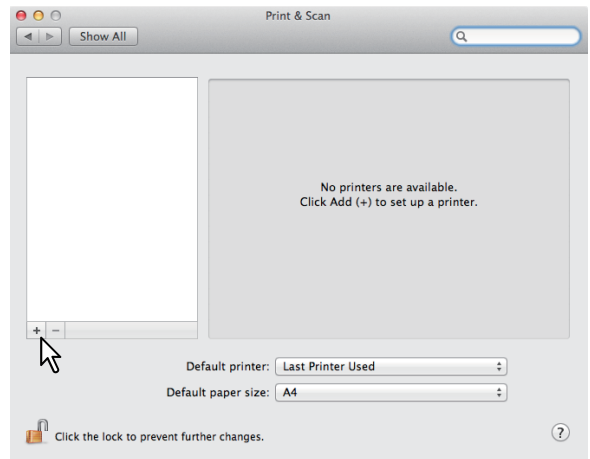 Print & Scan
Show All
No printers are available.
Click Add (+) to set up a printer.
+ −
Default printer: Last Printer Used
Default paper size: A4
Click the lock to prevent further changes.
?